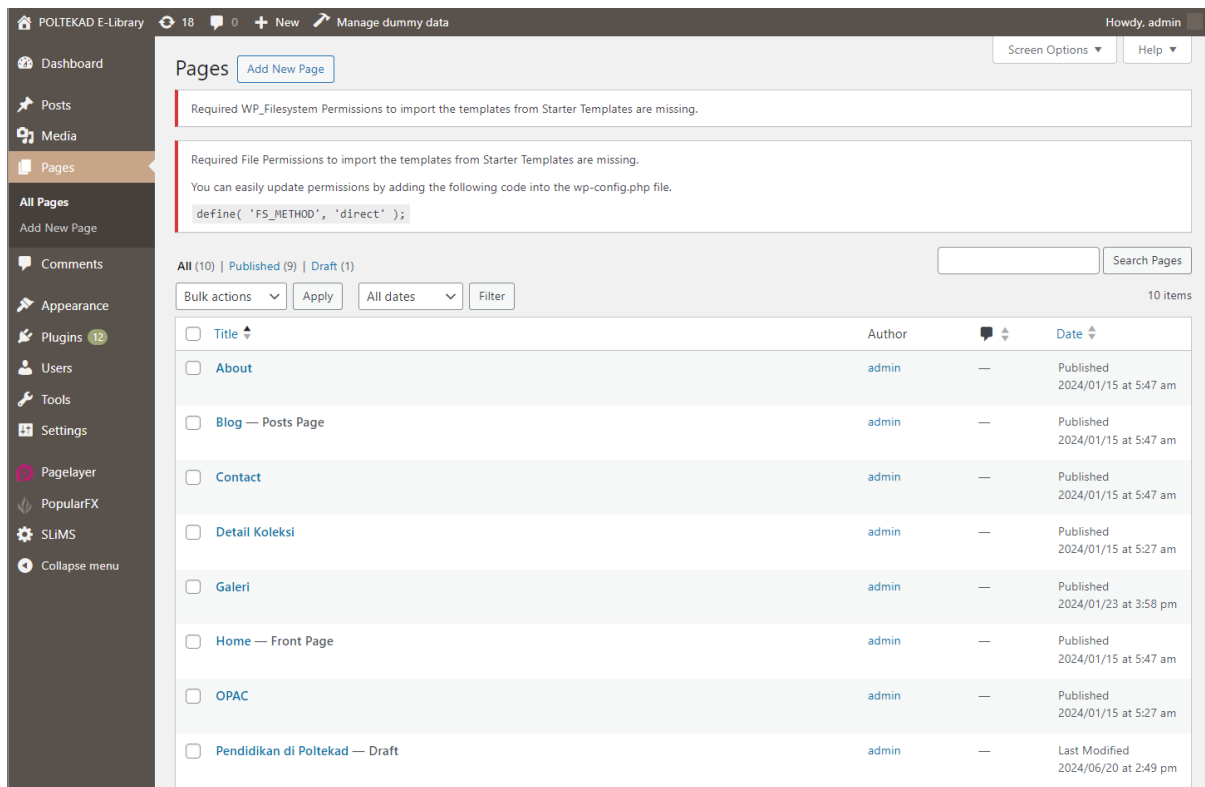 POLTEKAD E-Library 18 0 New Manage dummy data Howdy, admin
Screen Options Help
Dashboard
Posts
Media
Pages
All Pages
Add New Page
Comments
Appearance
Plugins 12
Users
Tools
Settings
Pagelayer
PopularFX
SLiMS
Collapse menu
Pages Add New Page
Required WP_Filesystem Permissions to import the templates from Starter Templates are missing.
Required File Permissions to import the templates from Starter Templates are missing.
You can easily update permissions by adding the following code into the wp-config.php file.
define( 'FS_METHOD', 'direct' );
Search Pages
All (10) | Published (9) | Draft (1)
Bulk actions Apply All dates Filter 10 items
Title Author Date
About admin — Published
2024/01/15 at 5:47 am
Blog — Posts Page admin — Published
2024/01/15 at 5:47 am
Contact admin — Published
2024/01/15 at 5:47 am
Detail Koleksi admin — Published
2024/01/15 at 5:27 am
Galeri admin — Published
2024/01/23 at 3:58 pm
Home — Front Page admin — Published
2024/01/15 at 5:47 am
OPAC admin — Published
2024/01/15 at 5:27 am
Pendidikan di Poltekad — Draft admin — Last Modified
2024/06/20 at 2:49 pm